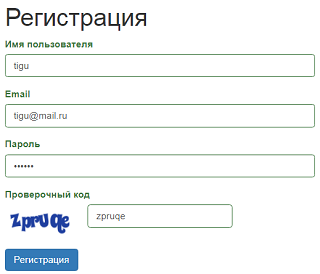 Регистрация
Имя пользователя
tigu
Email
tigu@mail.ru
Пароль
••••••
Проверочный код
zpruqe zpruqe
Регистрация